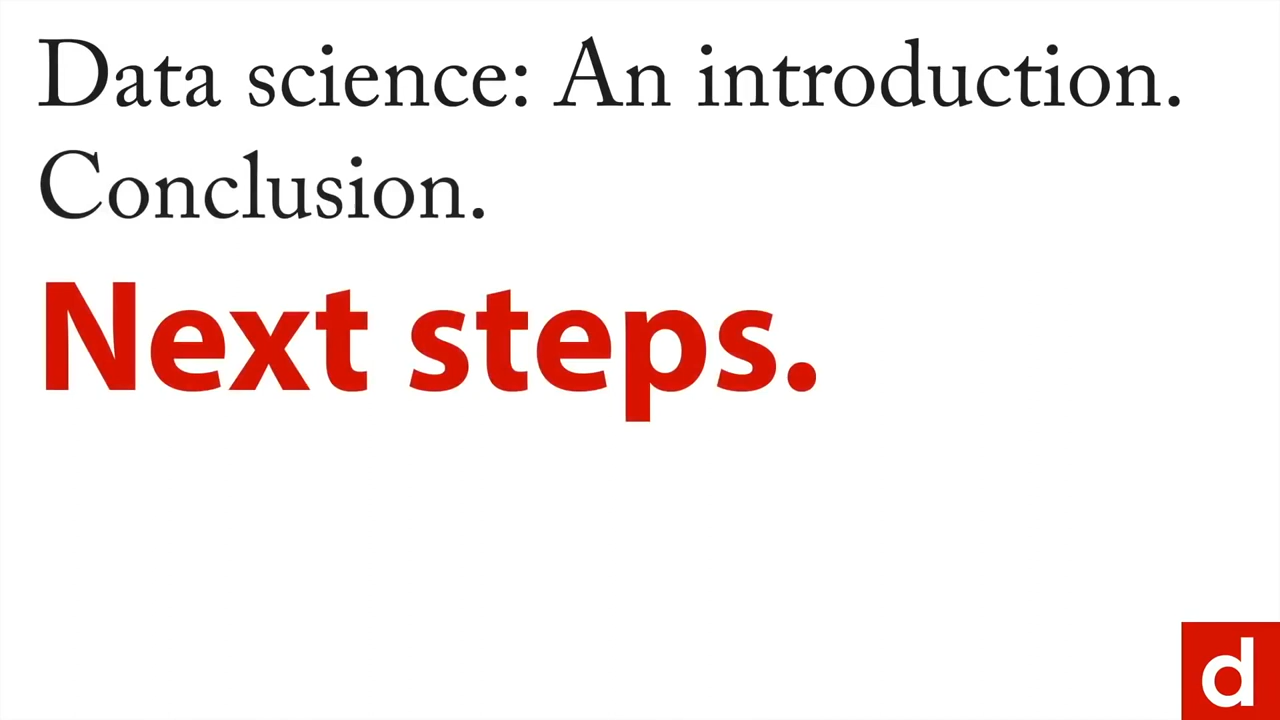 Data science: An introduction.
Conclusion.
Next steps.
d